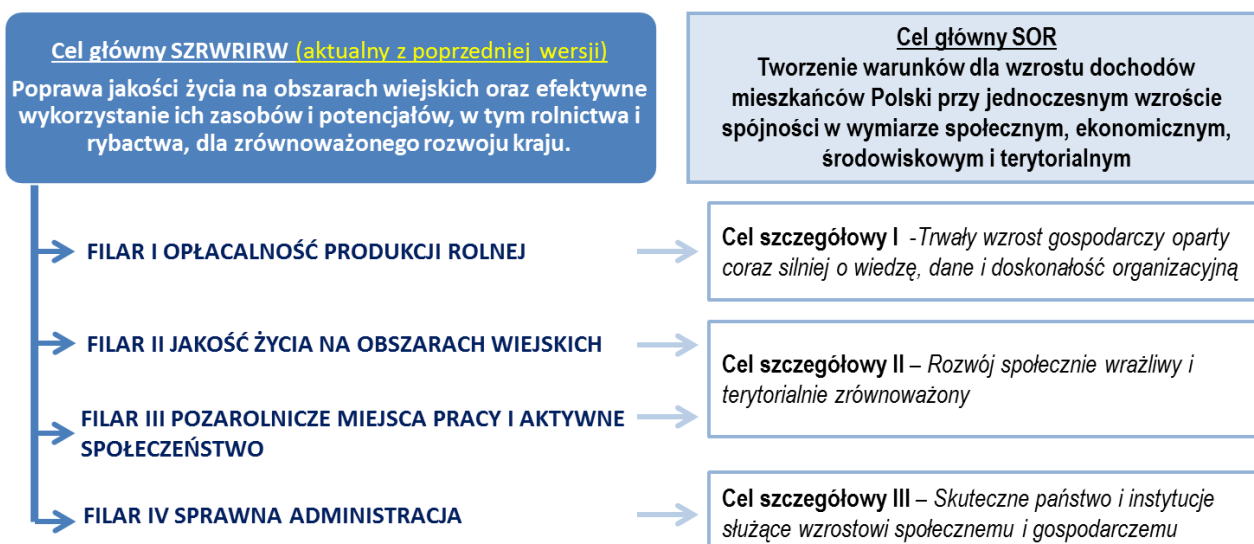 Cel główny SZRWRIRW (aktualny z poprzedniej wersji)
Poprawa jakości życia na obszarach wiejskich oraz efektywne
wykorzystanie ich zasobów i potencjałów, w tym rolnictwa i
rybactwa, dla zrównoważonego rozwoju kraju.
Cel główny SOR
Tworzenie warunków dla wzrostu dochodów
mieszkańców Polski przy jednoczesnym wzroście
spójności w wymiarze społecznym, ekonomicznym,
środowiskowym i terytorialnym
FILAR I OPŁACALNOŚĆ PRODUKCJI ROLNEJ
Cel szczegółowy I -Trwały wzrost gospodarczy oparty
coraz silniej o wiedzę, dane i doskonałość organizacyjną
FILAR II JAKOŚĆ ŻYCIA NA OBSZARACH WIEJSKICH
FILAR III POZAROLNICZE MIEJSCA PRACY I AKTYWNE
SPOŁECZEŃSTWO
Cel szczegółowy II – Rozwój społecznie wrażliwy i
terytorialnie zrównoważony
FILAR IV SPRAWNA ADMINISTRACJA
Cel szczegółowy III – Skuteczne państwo i instytucje
służące wzrostowi społecznemu i gospodarczemu